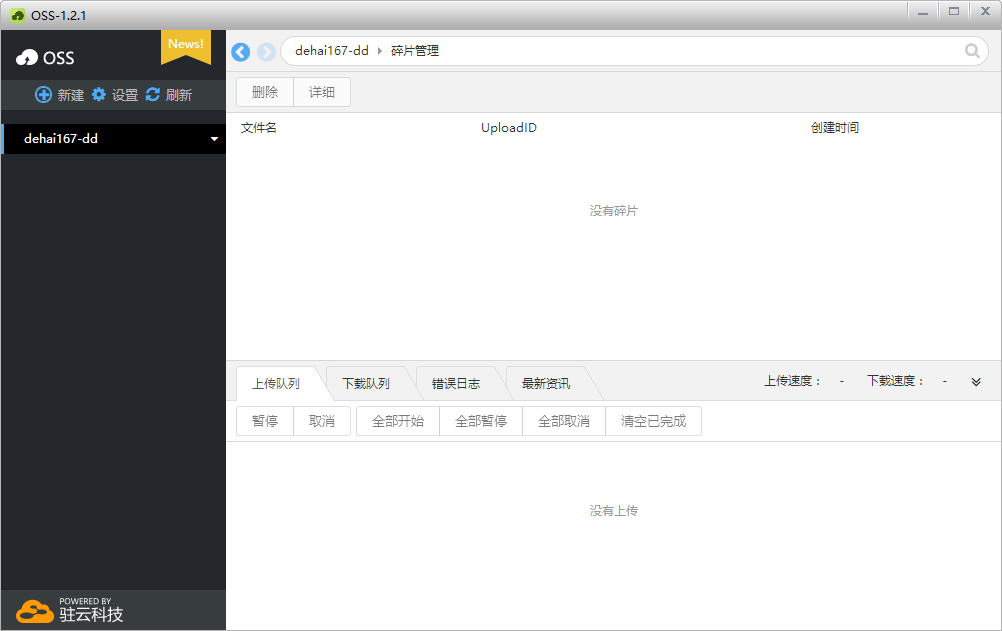 OSS-1.2.1
OSS
News!
新建 设置 刷新
dehai167-dd
dehai167-dd 碎片管理
删除 详细
文件名 UploadID 创建时间
没有碎片
上传队列 下载队列 错误日志 最新资讯 上传速度： - 下载速度： -
暂停 取消 全部开始 全部暂停 全部取消 清空已完成
没有上传
POWERED BY
驻云科技